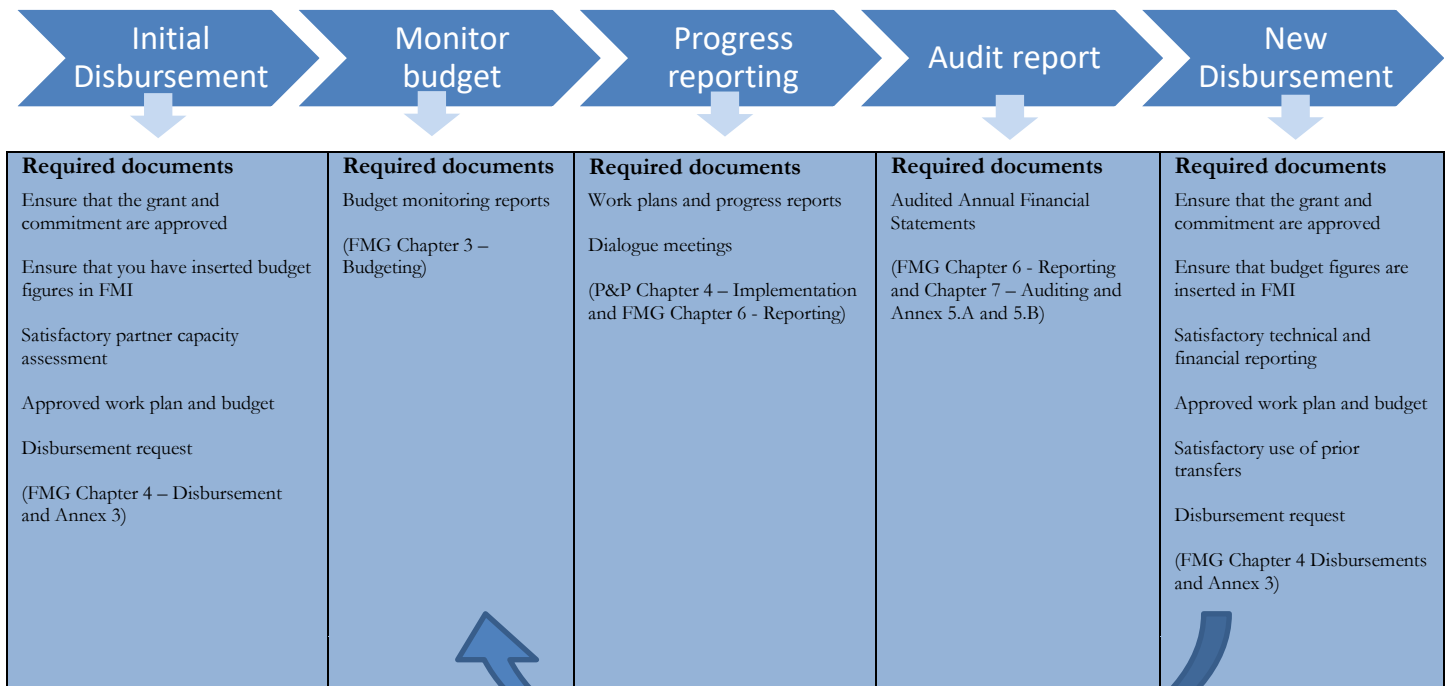 Initial
Disbursement
Monitor
budget
Progress
reporting
Audit report
New
Disbursement
Required documents
Ensure that the grant and
commitment are approved
Ensure that you have inserted budget
figures in FMI
Satisfactory partner capacity
assessment
Approved work plan and budget
Disbursement request
(FMG Chapter 4 – Disbursement
and Annex 3)
Required documents
Budget monitoring reports
(FMG Chapter 3 –
Budgeting)
Required documents
Work plans and progress reports
Dialogue meetings
(P&P Chapter 4 – Implementation
and FMG Chapter 6 - Reporting)
Required documents
Audited Annual Financial
Statements
(FMG Chapter 6 - Reporting
and Chapter 7 – Auditing and
Annex 5.A and 5.B)
Required documents
Ensure that the grant and
commitment are approved
Ensure that budget figures are
inserted in FMI
Satisfactory technical and
financial reporting
Approved work plan and budget
Satisfactory use of prior
transfers
Disbursement request
(FMG Chapter 4 Disbursements
and Annex 3)